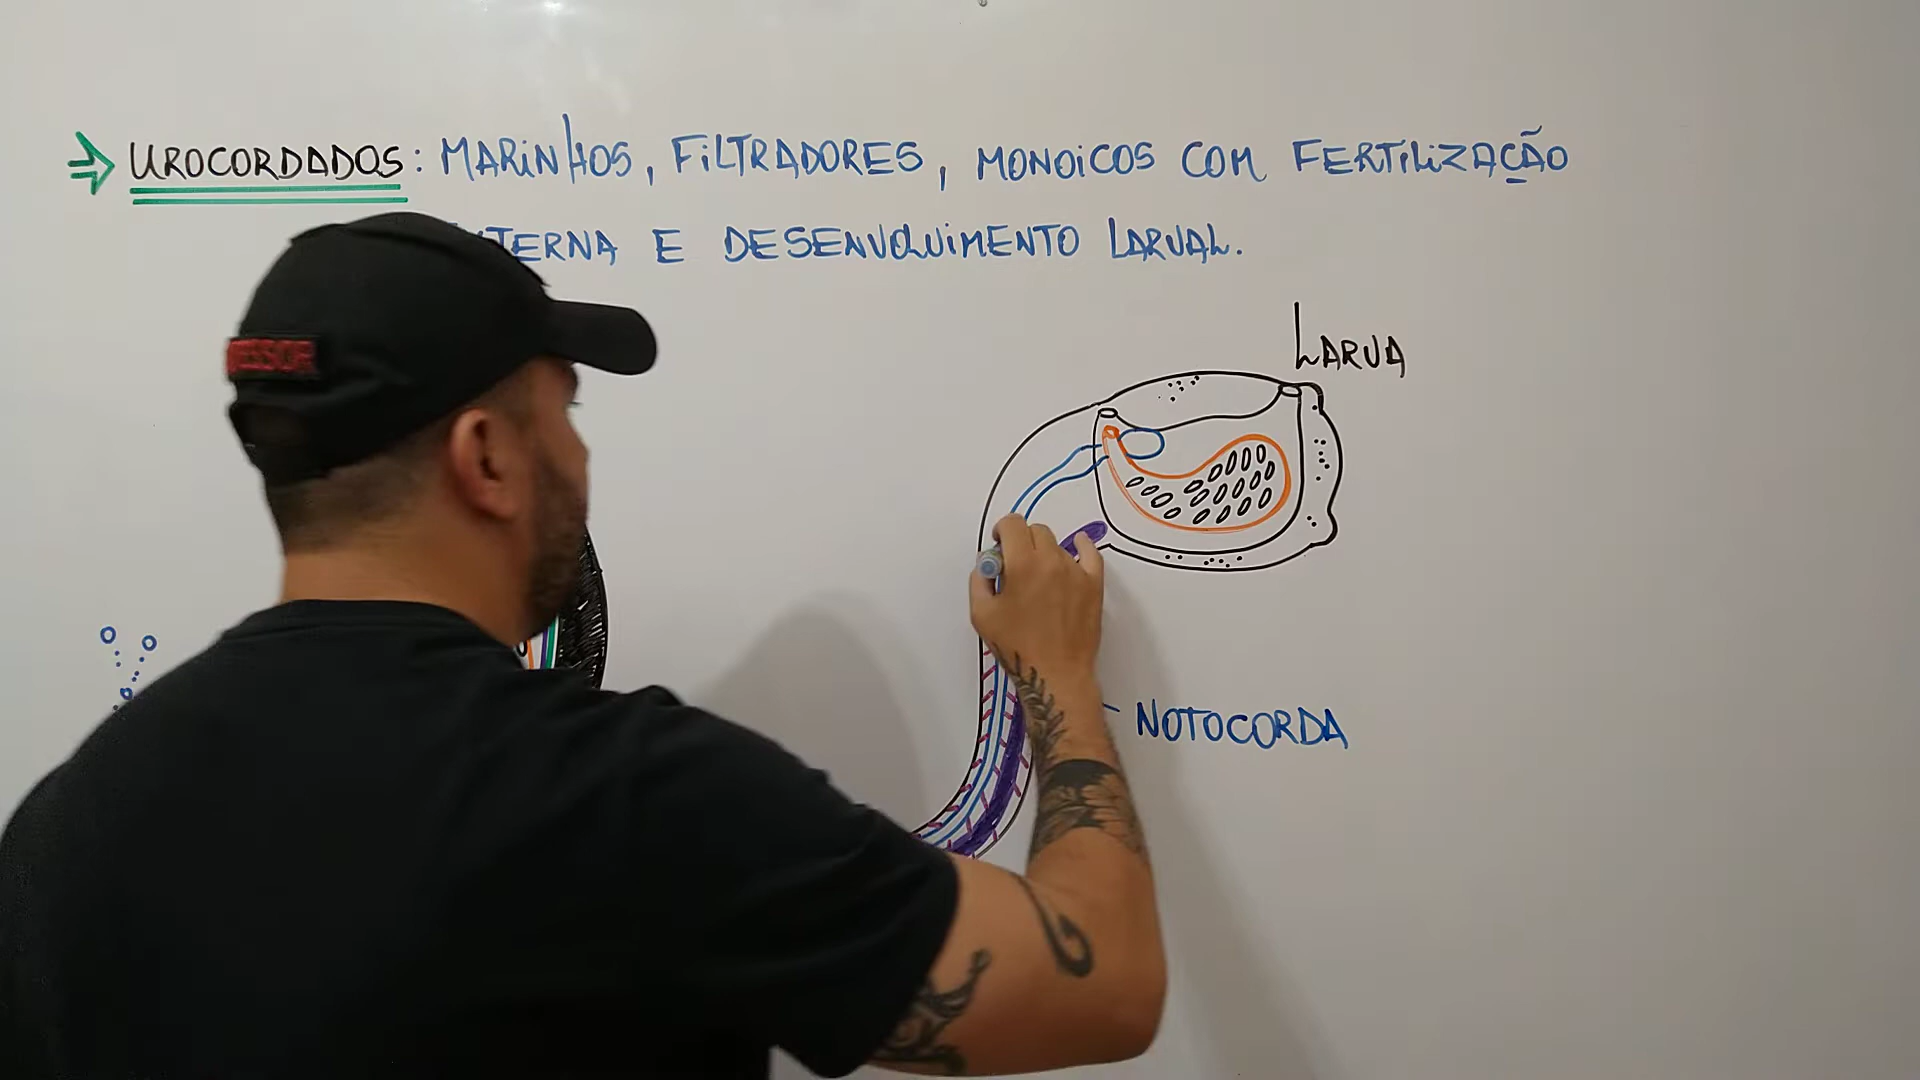 UROCORDADOS: MARINHOS, FILTRADORES, MONOICOS COM FERTILIZAÇÃO
E DESENVOLVIMENTO LARVAL.
LARVA
NOTOCORDA